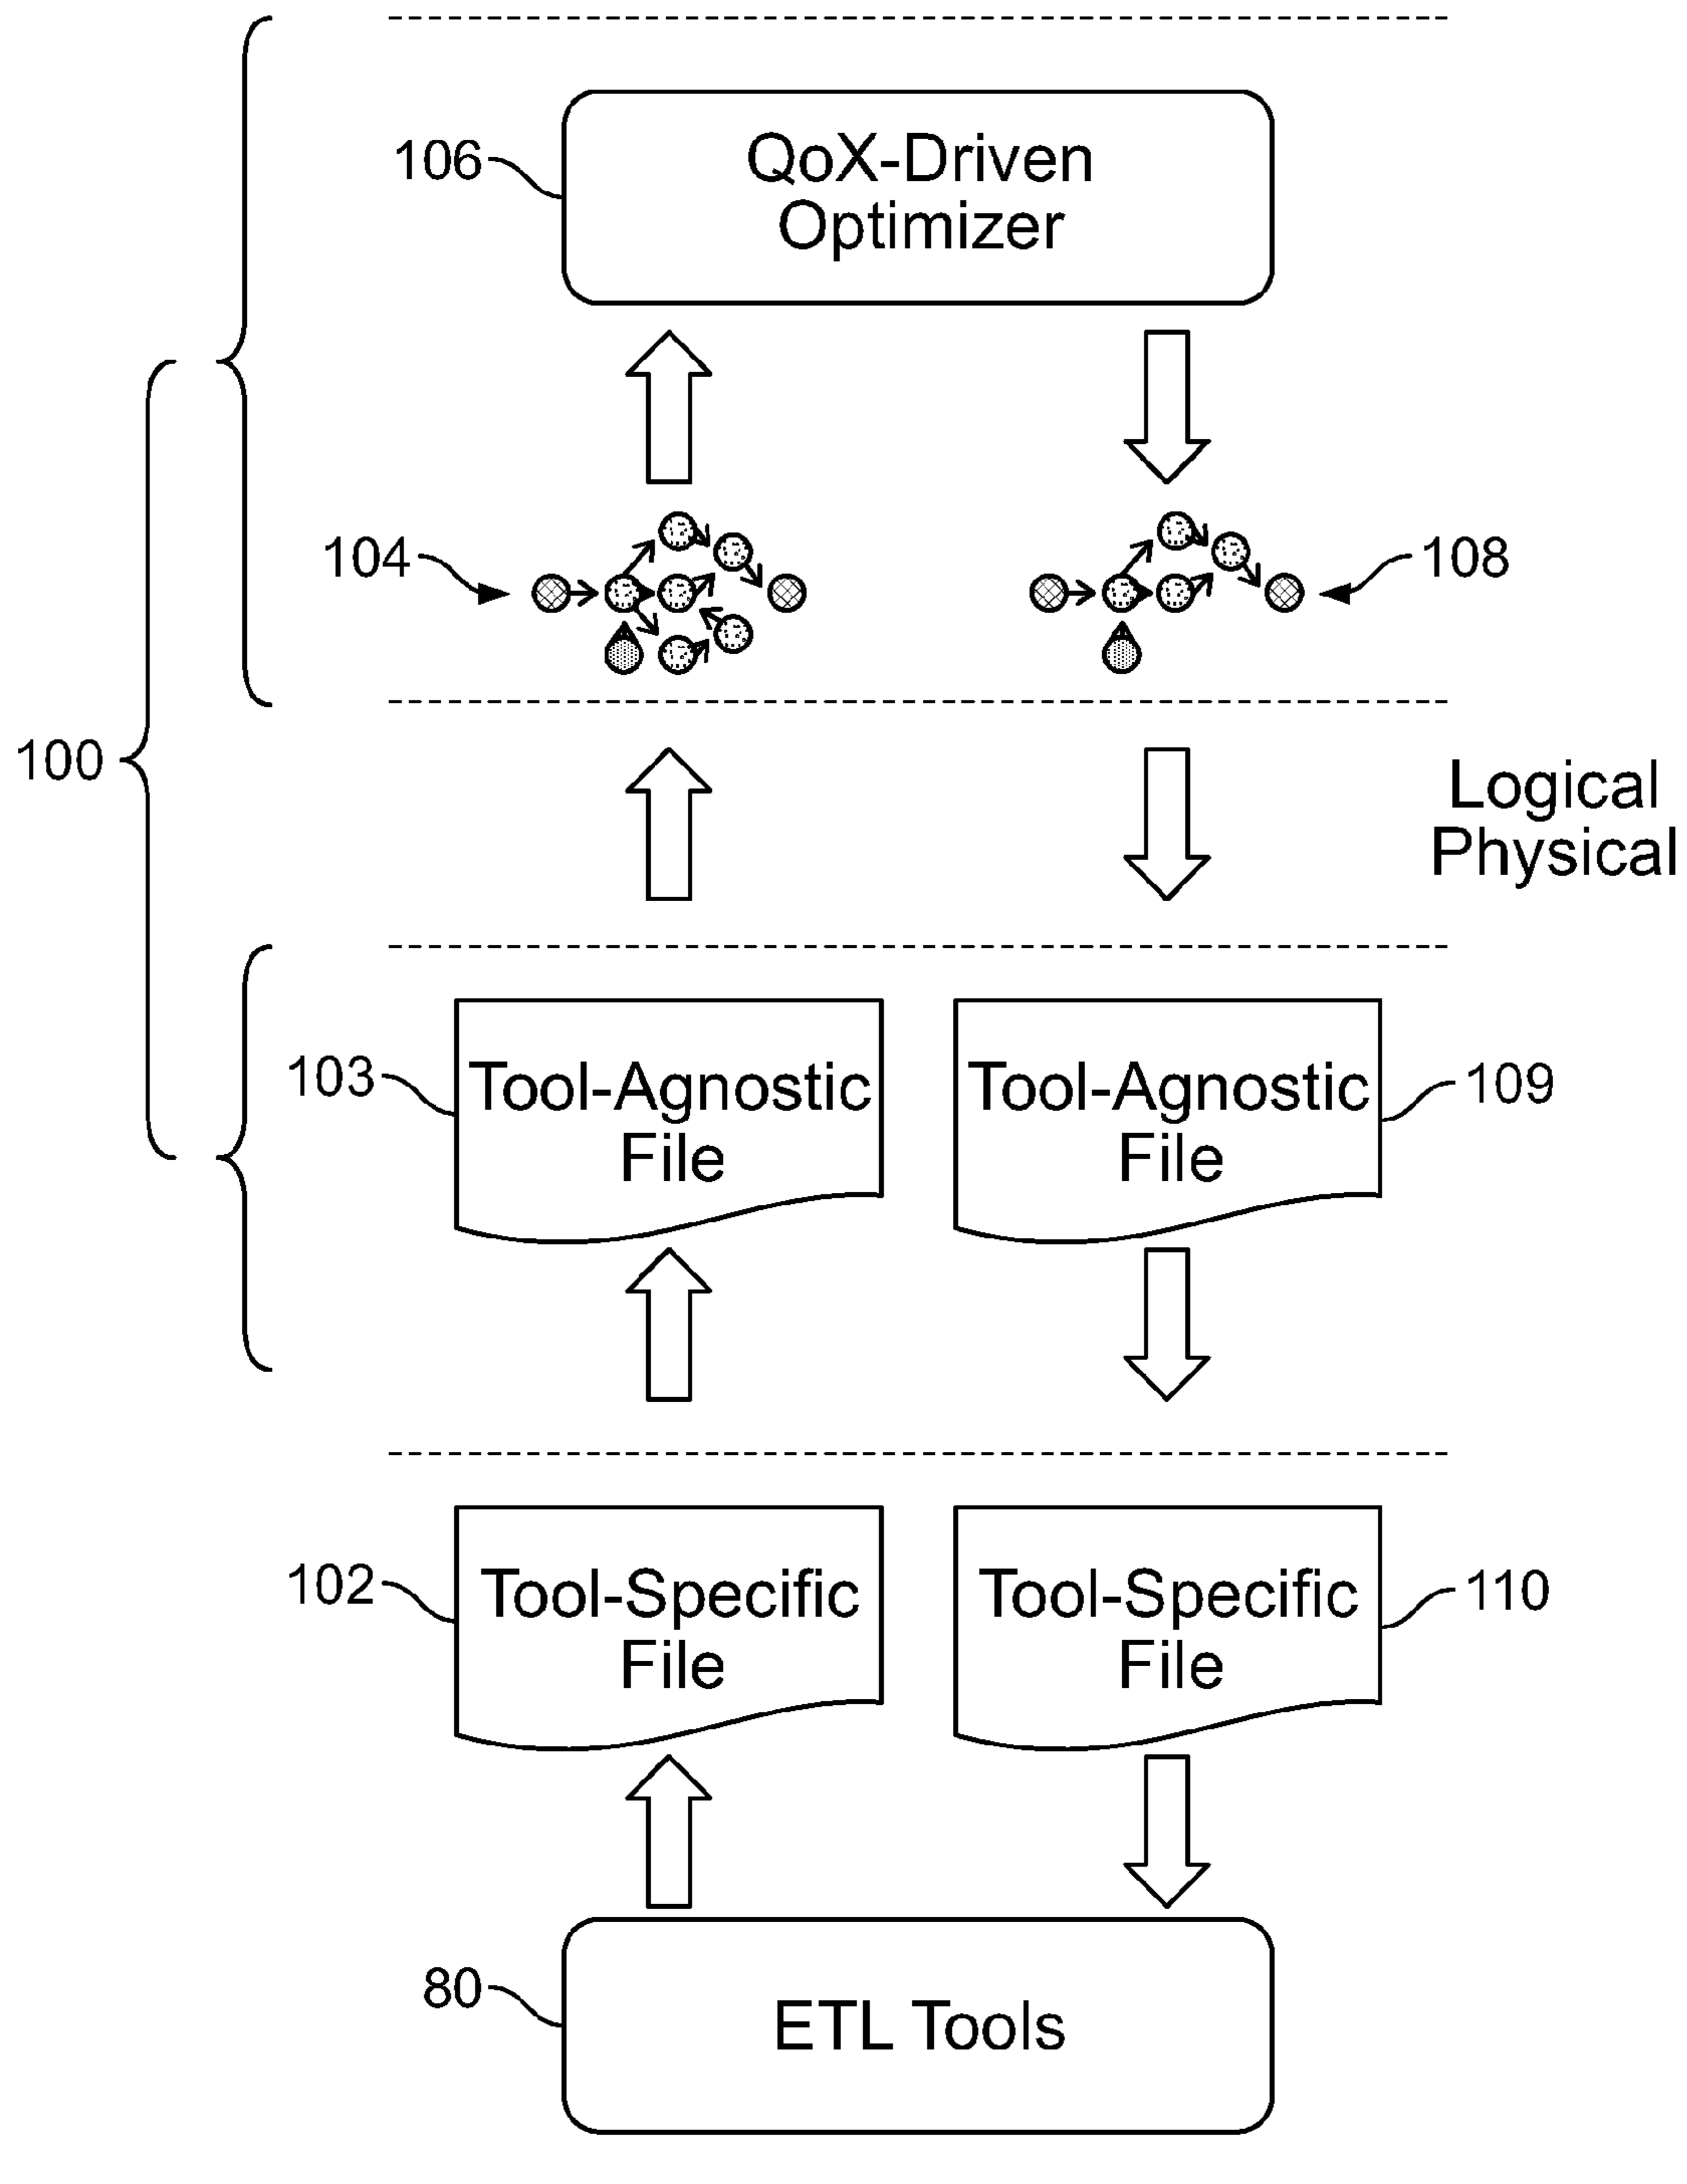 106
QoX-Driven
Optimizer
104
108
100
Logical
Physical
103
Tool-Agnostic
File
Tool-Agnostic
File
109
102
Tool-Specific
File
Tool-Specific
File
110
80
ETL Tools